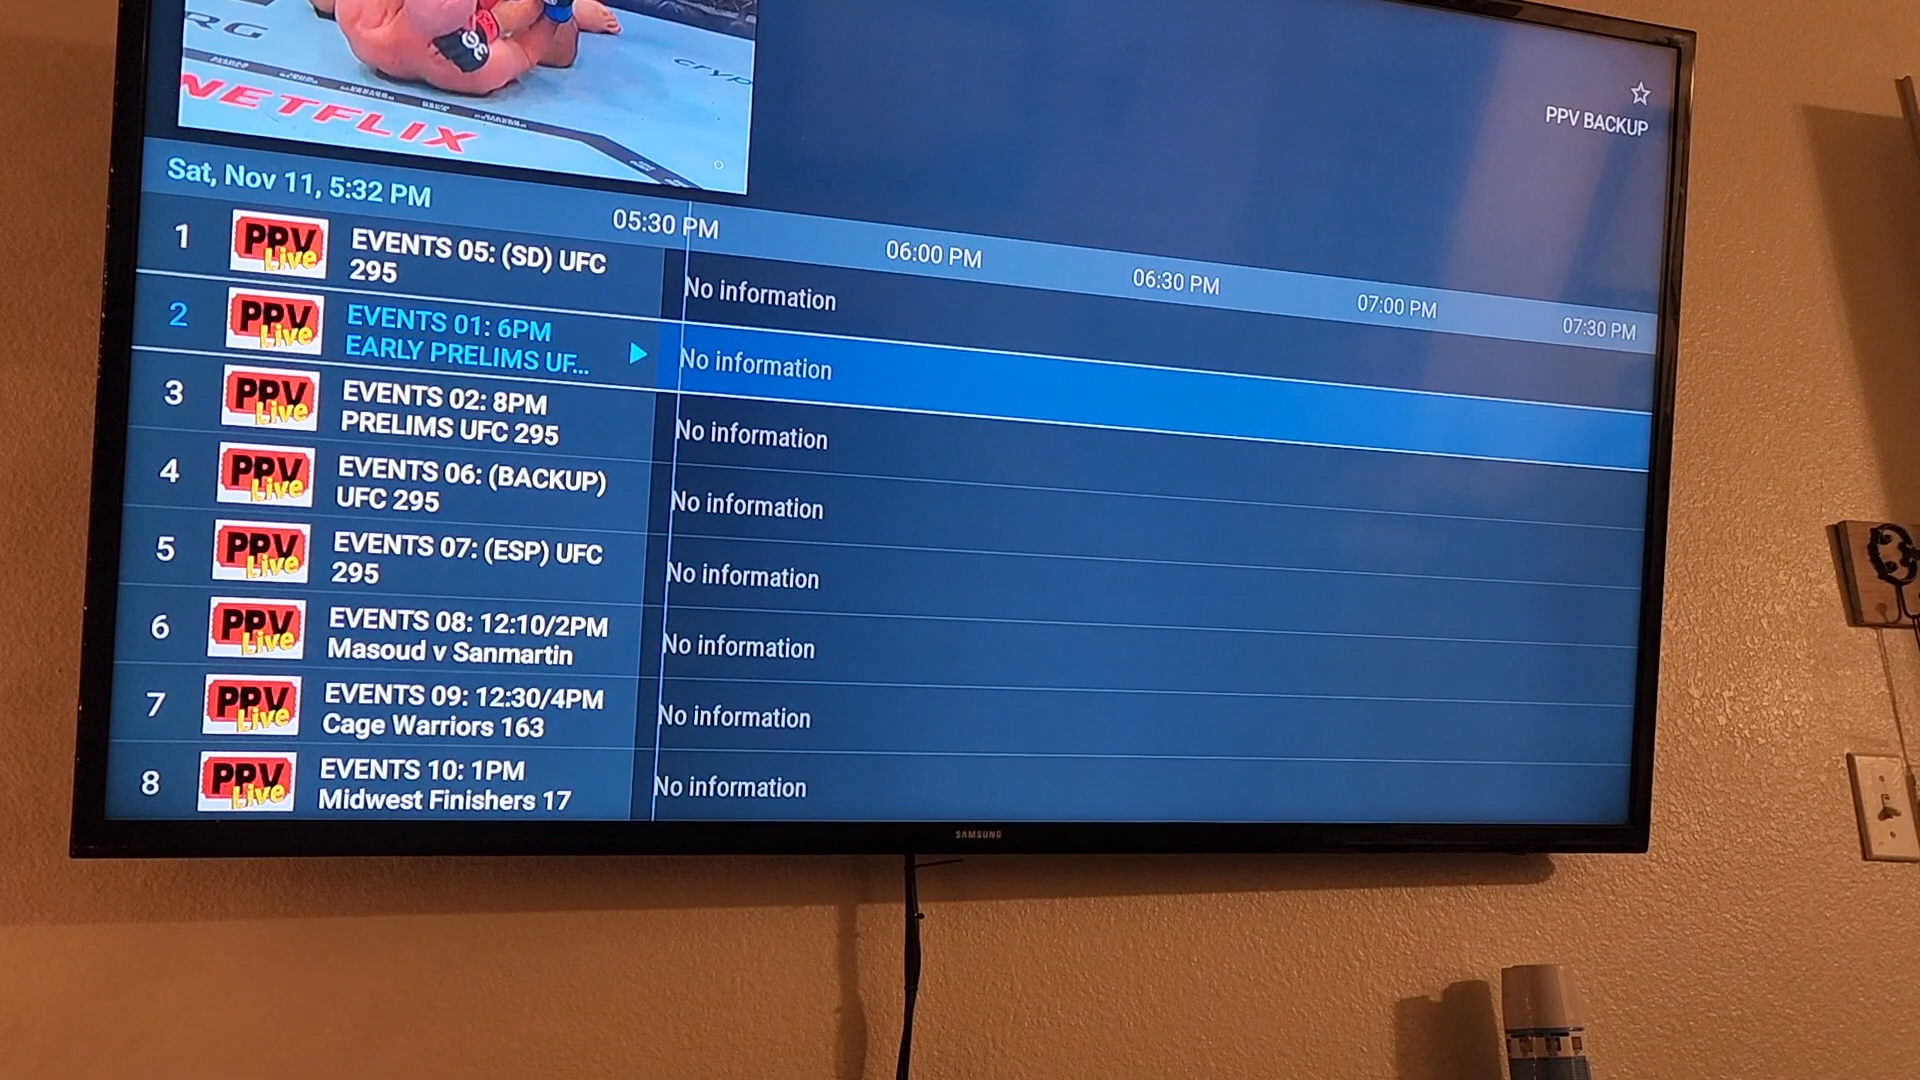 RG
crypto
NETFLIX
PPV BACKUP
Sat, Nov 11, 5:32 PM
05:30 PM
06:00 PM
06:30 PM
07:00 PM
07:30 PM
1
PPV
Live
EVENTS 05: (SD) UFC
295
No information
2
PPV
Live
EVENTS 01: 6PM
EARLY PRELIMS UF...
No information
3
PPV
Live
EVENTS 02: 8PM
PRELIMS UFC 295
No information
4
PPV
Live
EVENTS 06: (BACKUP)
UFC 295
No information
5
PPV
Live
EVENTS 07: (ESP) UFC
295
No information
6
PPV
Live
EVENTS 08: 12:10/2PM
Masoud v Sanmartin
No information
7
PPV
Live
EVENTS 09: 12:30/4PM
Cage Warriors 163
No information
8
PPV
Live
EVENTS 10: 1PM
Midwest Finishers 17
No information
SAMSUNG